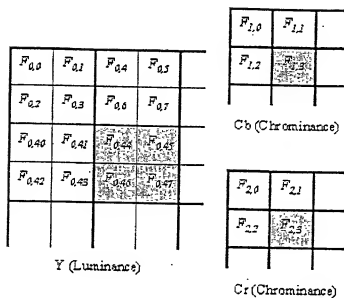 F0,0 F0,1 F0,4 F0,5
F0,2 F0,3 F0,6 F0,7
F0,40 F0,41 F0,44 F0,45
F0,42 F0,43 F0,46 F0,47
Y (Luminance)
F1,0 F1,1
F1,2 F1,3
Cb (Chrominance)
F2,0 F2,1
F2,2 F2,3
Cr (Chrominance)